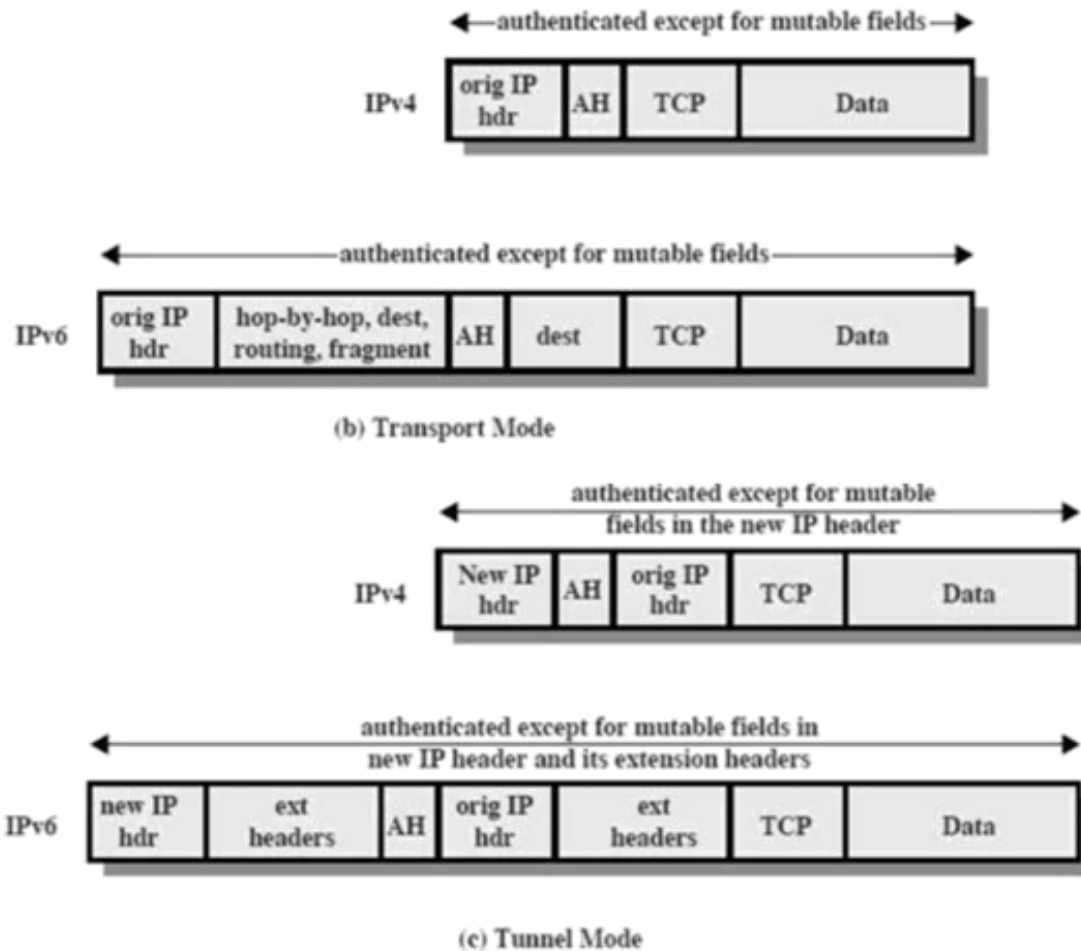 authenticated except for mutable fields
IPv4
orig IP
hdr
AH
TCP
Data
authenticated except for mutable fields
IPv6
orig IP
hdr
hop-by-hop, dest,
routing, fragment
AH
dest
TCP
Data
(b) Transport Mode
authenticated except for mutable
fields in the new IP header
IPv4
New IP
hdr
AH
orig IP
hdr
TCP
Data
authenticated except for mutable fields in
new IP header and its extension headers
IPv6
new IP
hdr
ext
headers
AH
orig IP
hdr
ext
headers
TCP
Data
(c) Tunnel Mode